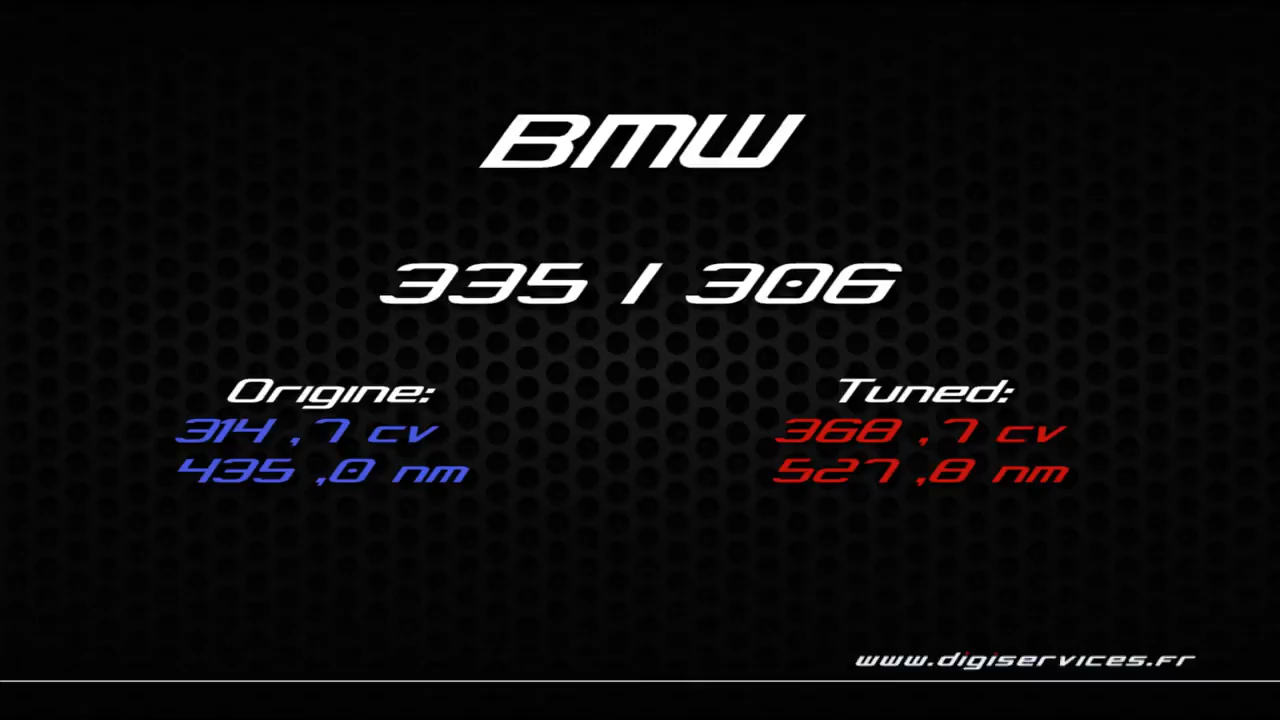 BMW
335 / 306
Origine:
314 ,7 cv
435 ,0 nm
Tuned:
368 ,7 cv
527 ,8 nm
www.digiservices.fr